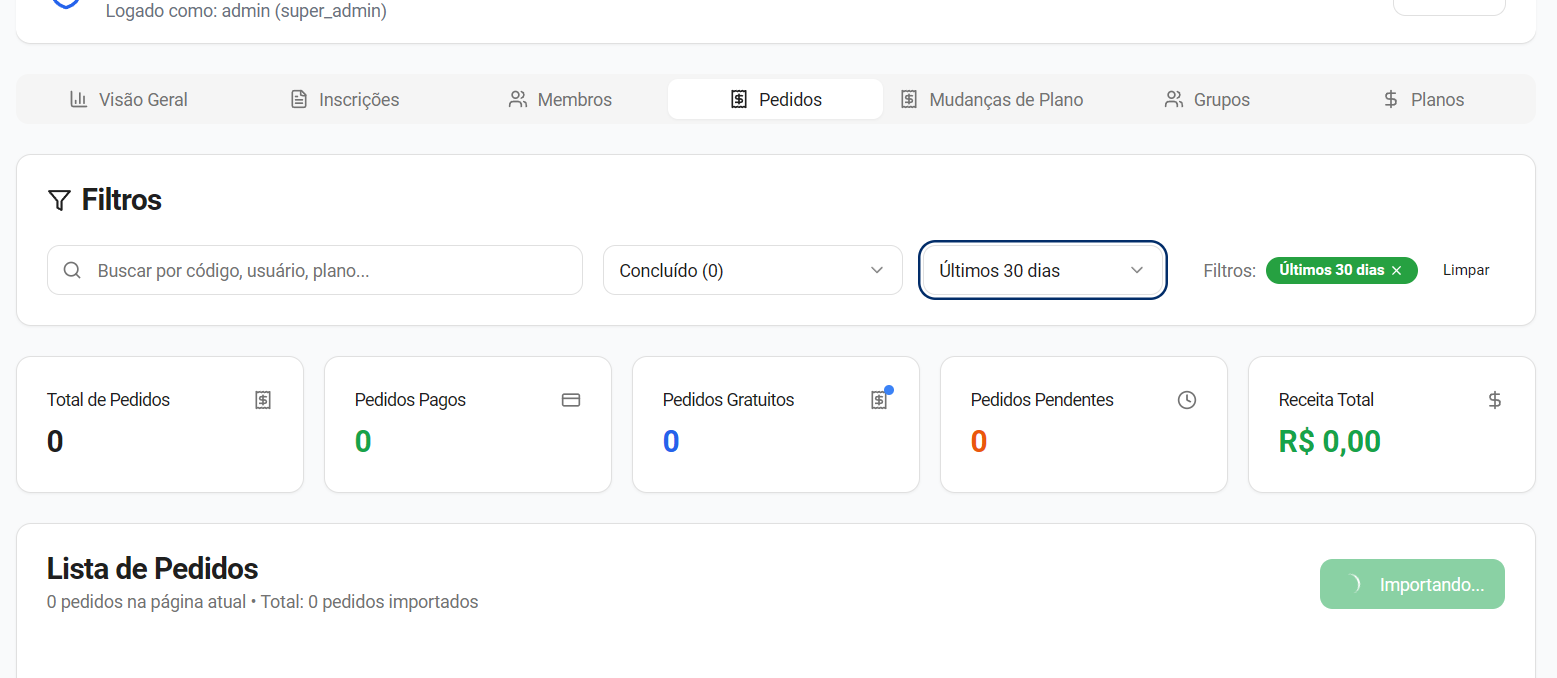 Logado como: admin (super_admin)
Visão Geral
Inscrições
Membros
Pedidos
Mudanças de Plano
Grupos
Planos
Filtros
Buscar por código, usuário, plano...
Concluído (0)
Últimos 30 dias
Filtros:
Últimos 30 dias
Limpar
Total de Pedidos
0
Pedidos Pagos
0
Pedidos Gratuitos
0
Pedidos Pendentes
0
Receita Total
R$ 0,00
Lista de Pedidos
0 pedidos na página atual • Total: 0 pedidos importados
Importando...